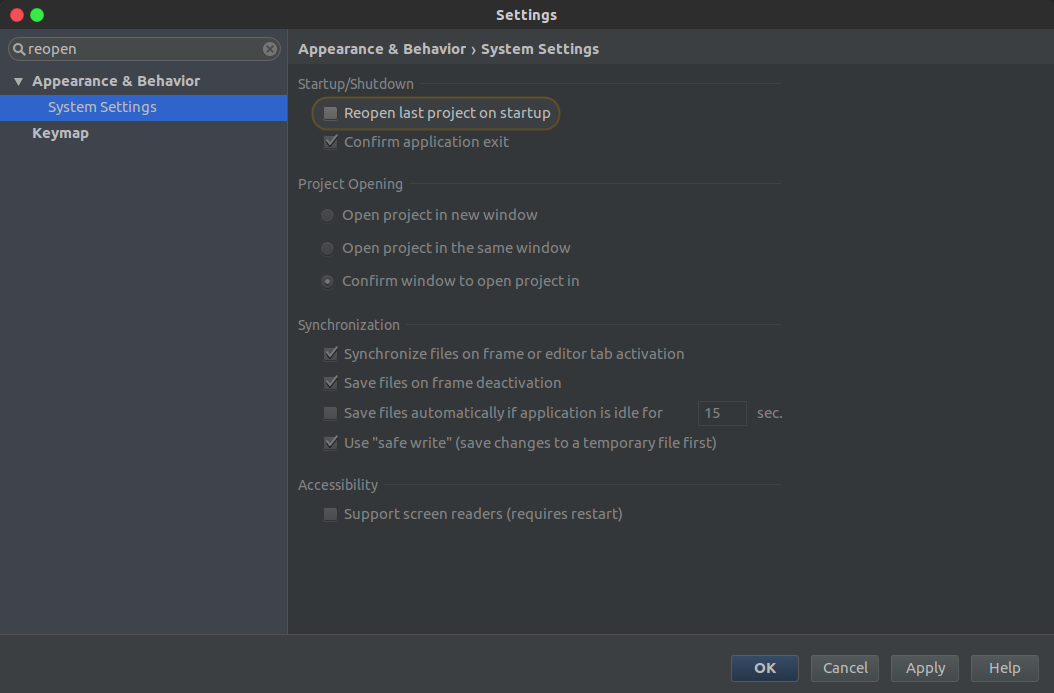 Settings
reopen
Appearance & Behavior
System Settings
Keymap
Appearance & Behavior › System Settings
Startup/Shutdown
Reopen last project on startup
Confirm application exit
Project Opening
Open project in new window
Open project in the same window
Confirm window to open project in
Synchronization
Synchronize files on frame or editor tab activation
Save files on frame deactivation
Save files automatically if application is idle for 15 sec.
Use "safe write" (save changes to a temporary file first)
Accessibility
Support screen readers (requires restart)
OK Cancel Apply Help